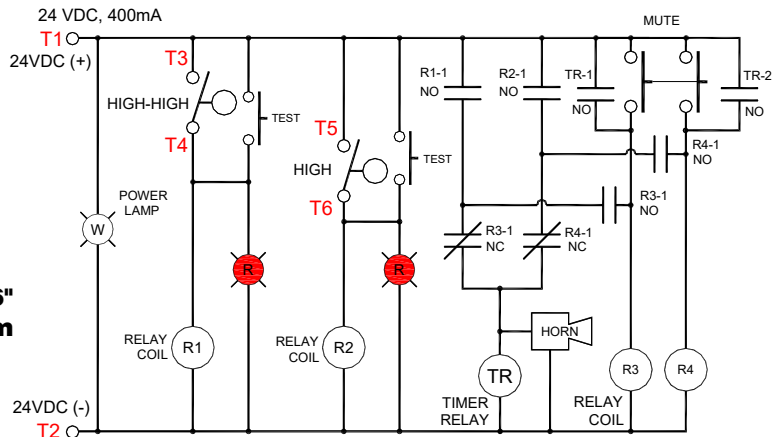 24 VDC, 400mA
T1
24VDC (+)
T3
HIGH-HIGH
T4
TEST
T5
HIGH
T6
TEST
MUTE
R1-1
NO
R2-1
NO
TR-1
NO
TR-2
NO
R4-1
NO
R3-1
NO
R3-1
NC
R4-1
NC
POWER
LAMP
W
R
R
6"
m
RELAY
COIL
R1
RELAY
COIL
R2
HORN
TR
TIMER
RELAY
R3
R4
RELAY
COIL
24VDC (-)
T2